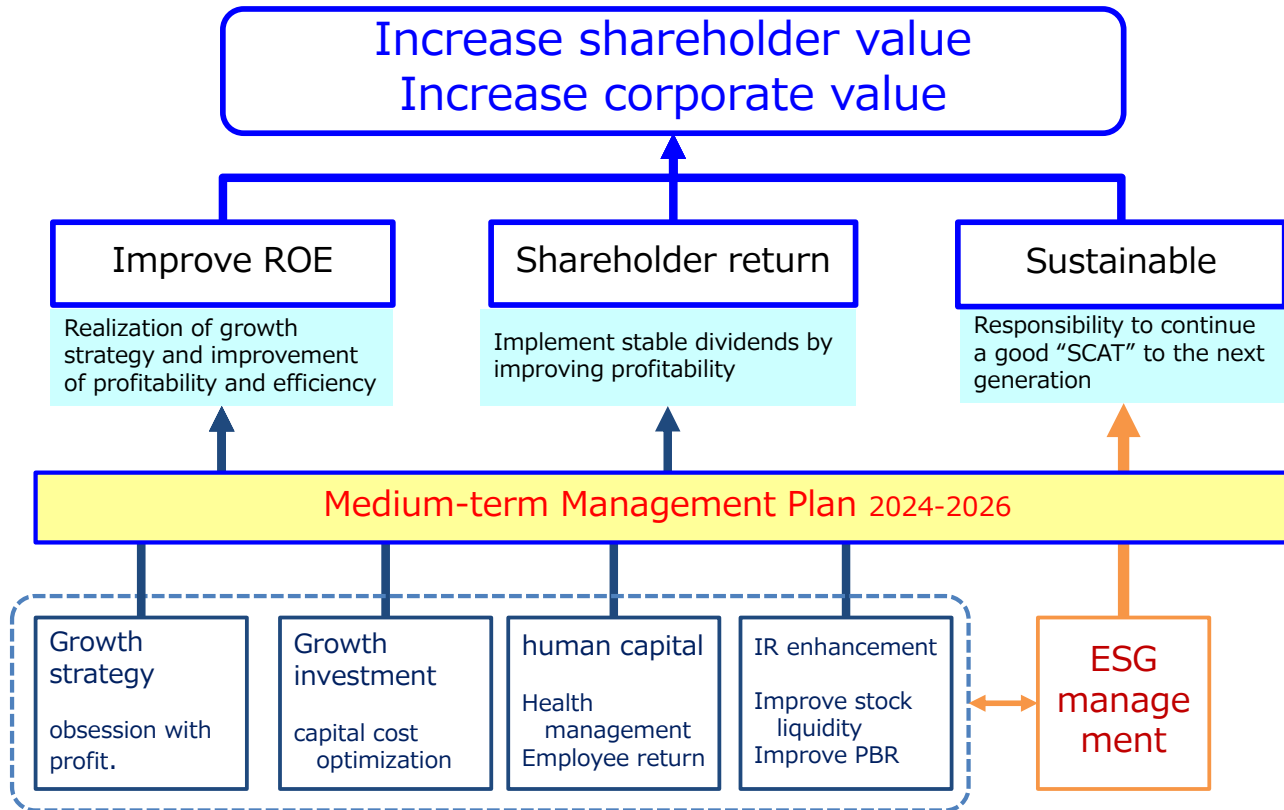 Increase shareholder value
Increase corporate value
Improve ROE
Shareholder return
Sustainable
Realization of growth
strategy and improvement
of profitability and efficiency
Implement stable dividends by
improving profitability
Responsibility to continue
a good “SCAT” to the next
generation
Medium-term Management Plan 2024-2026
Growth
strategy
obsession with
profit.
Growth
investment
capital cost
optimization
human capital
Health
management
Employee return
IR enhancement
Improve stock
liquidity
Improve PBR
ESG
manage
ment